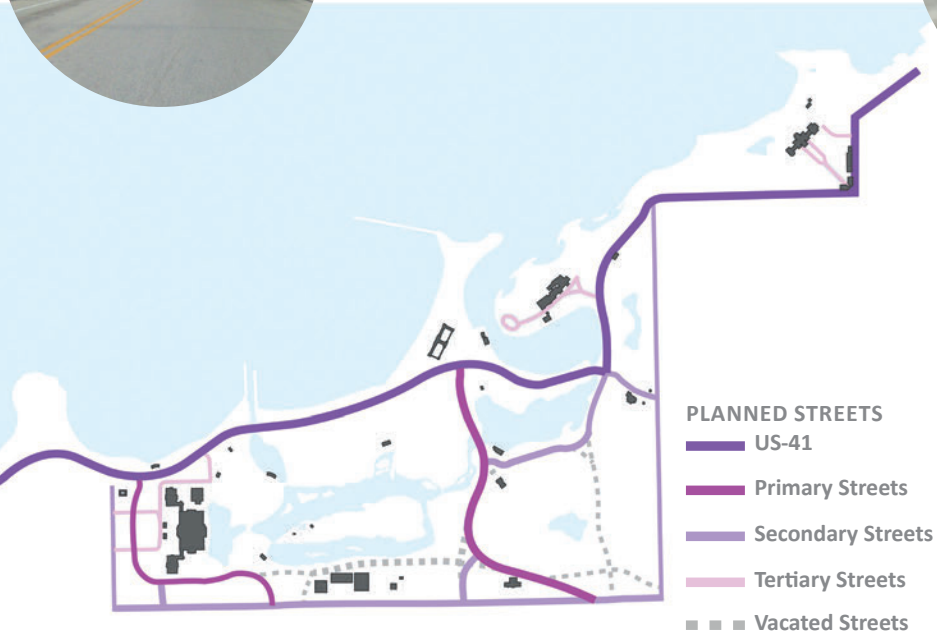 PLANNED STREETS
US-41
Primary Streets
Secondary Streets
Tertiary Streets
Vacated Streets